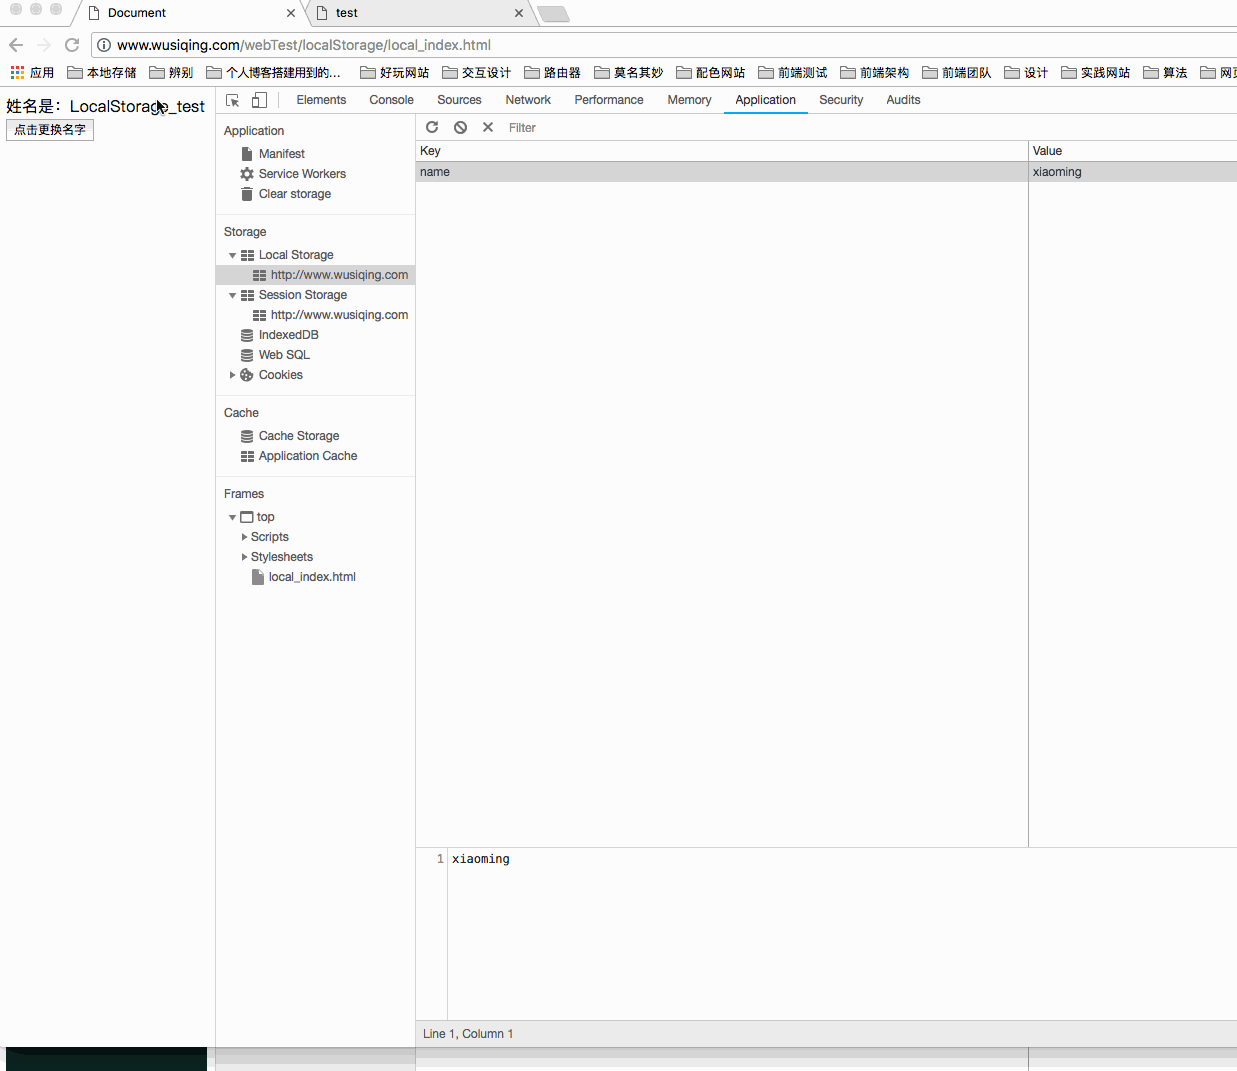 Document
test
www.wusiqing.com/webTest/localStorage/local_index.html
应用 本地存储 辨别 个人博客搭建用到的... 好玩网站 交互设计 路由器 莫名其妙 配色网站 前端测试 前端架构 前端团队 设计 实践网站 算法 网页
姓名是：LocalStorage_test
点击更换名字
Elements Console Sources Network Performance Memory Application Security Audits
Application
Manifest
Service Workers
Clear storage
Storage
Local Storage
http://www.wusiqing.com
Session Storage
http://www.wusiqing.com
IndexedDB
Web SQL
Cookies
Cache
Cache Storage
Application Cache
Frames
top
Scripts
Stylesheets
local_index.html
Filter
Key Value
name xiaoming
1 xiaoming
Line 1, Column 1